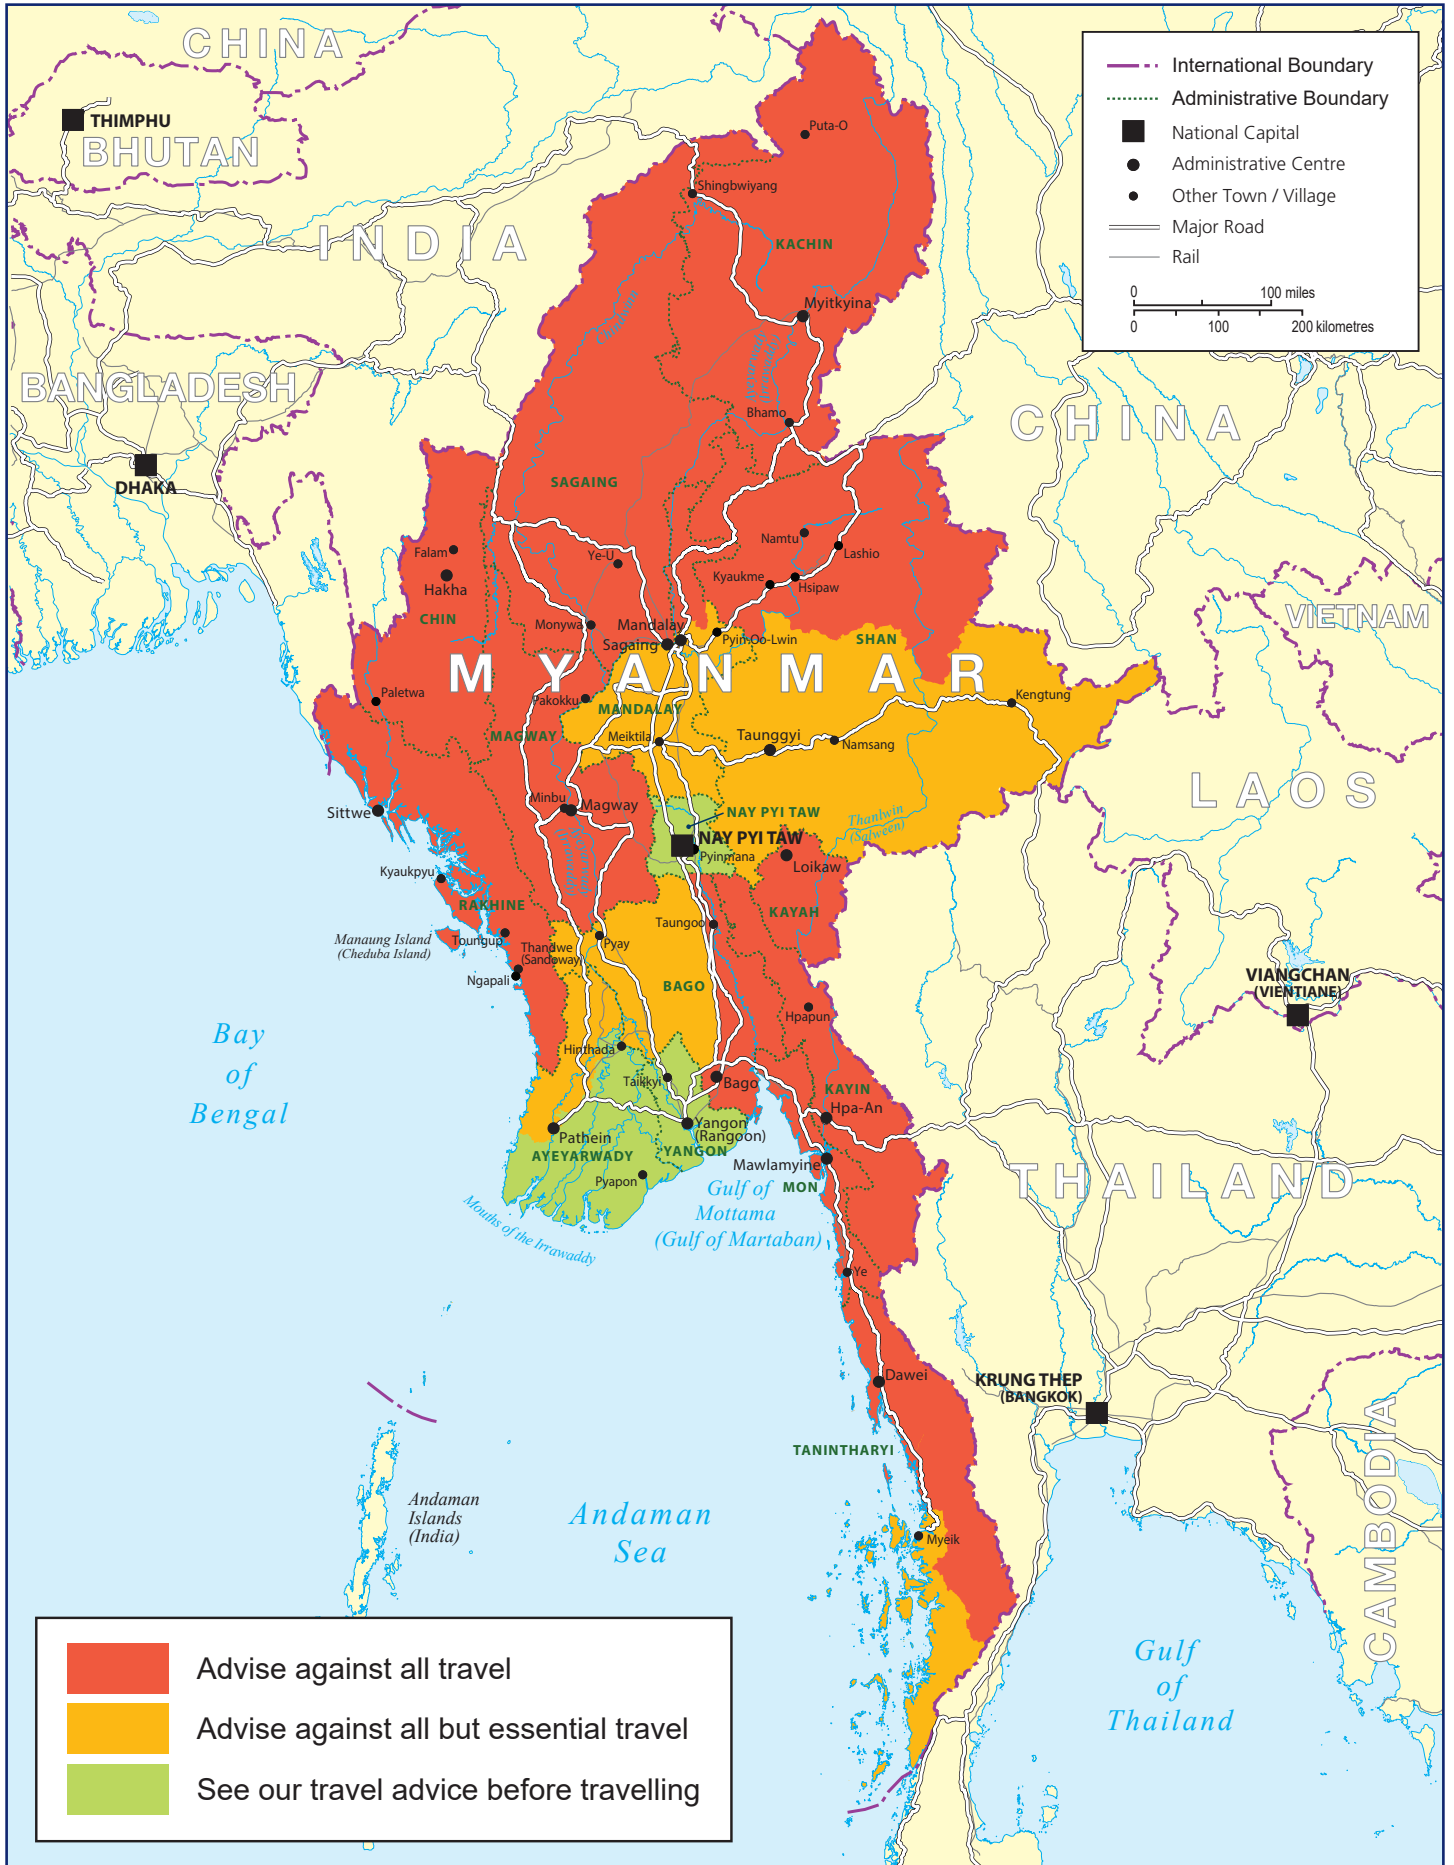 CHINA
THIMPHU
BHUTAN
INDIA
BANGLADESH
DHAKA
International Boundary
Administrative Boundary
National Capital
Administrative Centre
Other Town / Village
Major Road
Rail
0 100 miles
0 100 200 kilometres
Puta-O
Shingbwiyang
KACHIN
Myitkyina
Bhamo
CHINA
SAGAING
Falam
Hakha
CHIN
Ye-U
Namtu
Lashio
Kyaukme
Hsipaw
Monywa
Mandalay
Sagaing
Pyin-Oo-Lwin
SHAN
VIETNAM
MYANMAR
Paletwa
Pakokku
MANDALAY
Kengtung
MAGWAY
Meiktila
Taunggyi
Namsang
LAOS
Sittwe
Minbu
Magway
NAY PYI TAW
Thanlwin
(Salween)
NAY PYI TAW
Pyinmana
Loikaw
Kyaukpyu
RAKHINE
KAYAH
Manaung Island
(Cheduba Island)
Toungup
Taungoo
Thandwe
(Sandoway)
Pyay
Ngapali
BAGO
VIANGCHAN
(VIENTIANE)
Hpapun
Bay
of
Bengal
Hinthada
Taikkyi
Bago
KAYIN
Hpa-An
Pathein
Yangon
(Rangoon)
AYEYARWADY
YANGON
Mawlamyine
MON
Pyapon
Mouths of the Irrawaddy
Gulf of
Mottama
(Gulf of Martaban)
THAILAND
Ye
Dawei
KRUNG THEP
(BANGKOK)
TANINTHARYI
CAMBODIA
Andaman
Islands
(India)
Andaman
Sea
Myeik
Gulf
of
Thailand
Advise against all travel
Advise against all but essential travel
See our travel advice before travelling